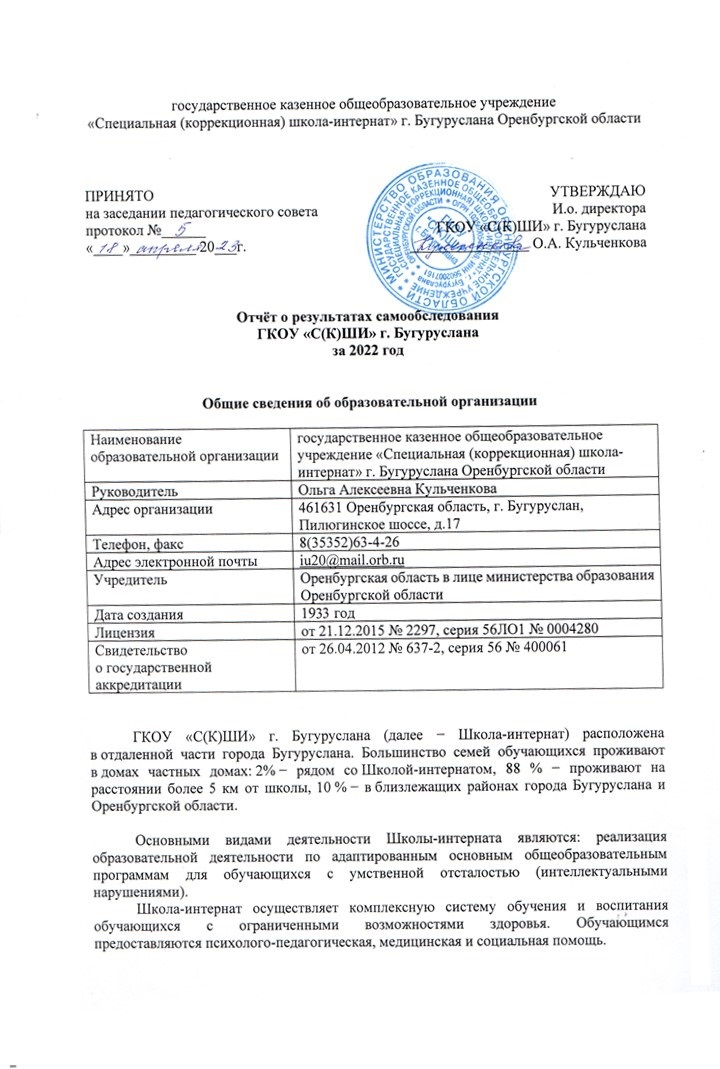 государственное казенное общеобразовательное учреждение
«Специальная (коррекционная) школа-интернат» г. Бугуруслана Оренбургской области
ПРИНЯТО
на заседании педагогического совета
протокол № 5
« 18 » апреля 2023г.
УТВЕРЖДАЮ
И.о. директора
ГКОУ «С(К)ШИ» г. Бугуруслана
О.А. Кульченкова
МИНИСТЕРСТВО ОБРАЗОВАНИЯ ОРЕНБУРГСКОЙ ОБЛАСТИ
Отчёт о результатах самообследования
ГКОУ «С(К)ШИ» г. Бугуруслана
за 2022 год
Общие сведения об образовательной организации
Наименование
образовательной организации
государственное казенное общеобразовательное
учреждение «Специальная (коррекционная) школа-
интернат» г. Бугуруслана Оренбургской области
Руководитель
Ольга Алексеевна Кульченкова
Адрес организации
461631 Оренбургская область, г. Бугуруслан,
Пилюгинское шоссе, д.17
Телефон, факс
8(35352)63-4-26
Адрес электронной почты
iu20@mail.orb.ru
Учредитель
Оренбургская область в лице министерства образования
Оренбургской области
Дата создания
1933 год
Лицензия
от 21.12.2015 № 2297, серия 56ЛО1 № 0004280
Свидетельство
о государственной
аккредитации
от 26.04.2012 № 637-2, серия 56 № 400061
ГКОУ «С(К)ШИ» г. Бугуруслана (далее − Школа-интернат) расположена
в отдаленной части города Бугуруслана. Большинство семей обучающихся проживают
в домах частных домах: 2% − рядом со Школой-интернатом, 88 % − проживают на
расстоянии более 5 км от школы, 10 % − в близлежащих районах города Бугуруслана и
Оренбургской области.
Основными видами деятельности Школы-интерната являются: реализация
образовательной деятельности по адаптированным основным общеобразовательным
программам для обучающихся с умственной отсталостью (интеллектуальными
нарушениями).
Школа-интернат осуществляет комплексную систему обучения и воспитания
обучающихся с ограниченными возможностями здоровья. Обучающимся
предоставляются психолого-педагогическая, медицинская и социальная помощь.